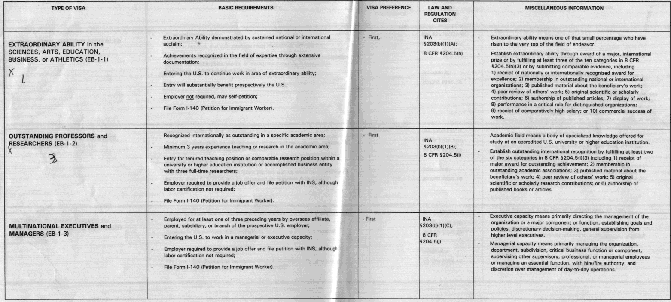 TYPE OF VISA
BASIC REQUIREMENTS
VISA PREFERENCE
LAW AND
REGULATION
CITES
MISCELLANEOUS INFORMATION
EXTRAORDINARY ABILITY in the
SCIENCES, ARTS, EDUCATION,
BUSINESS, or ATHLETICS (EB-1-1)
- Extraordinary Ability demonstrated by sustained national or international
acclaim;
- Achievements recognized in the field of expertise through extensive
documentation;
- Entering the U.S. to continue work in area of extraordinary ability;
- Entry will substantially benefit prospectively the U.S.
- Employer not required, may self-petition;
- File Form I-140 (Petition for Immigrant Worker).
- First,
INA
§203(b)(1)(A);
8 CFR §204.5(h)
- Extraordinary ability means one of that small percentage who have
risen to the very top of the field of endeavor
- Establish extraordinary ability through award of a major, international
prize or by fulfilling at least three of the ten categories in 8 CFR
§204.5(h)(3) or by submitting comparable evidence, including
1) receipt of nationally or internationally recognized award for
excellence; 2) membership in outstanding national or international
organizations; 3) published material about the beneficiary's work;
4) peer review of others' work; 5) original scientific or scholarly
contributions; 6) authorship of published articles; 7) display of work;
8) performance in a critical role for distinguished organizations;
9) receipt of comparatively high salary; or 10) commercial success of
work.
OUTSTANDING PROFESSORS and
RESEARCHERS (EB-1-2)
3
- Recognized internationally as outstanding in a specific academic area;
- Minimum 3 years experience teaching or research in the academic area;
- Entry for tenured teaching position or comparable research position within a
university or higher education institution or accomplished business entity
with three full-time researchers;
- Employer required to provide a job offer and file petition with INS, although
labor certification not required;
- File Form I-140 (Petition for Immigrant Worker).
- First
INA
§203(b)(1)(B);
8 CFR §204.5(i)
- Academic field means a body of specialized knowledge offered for
study at an accredited U.S. university or higher education institution.
- Establish outstanding international recognition by fulfilling at least two
of the six categories in 8 CFR §204.5(i)(3) including 1) receipt of
major award for outstanding achievement; 2) membership in
outstanding academic associations; 3) published material about the
beneficiary's work; 4) peer review of others' work; 5) original
scientific or scholarly research contributions; or 6) authorship of
published books or articles.
MULTINATIONAL EXECUTIVES and
MANAGERS (EB-1-3)
- Employed for at least one of three preceding years by overseas affiliate,
parent, subsidiary, or branch of the prospective U.S. employer;
- Entering the U.S. to work in a managerial or executive capacity;
- Employer required to provide a job offer and file petition with INS, although
labor certification not required;
- File Form I-140 (Petition for Immigrant Worker).
First
INA
§203(b)(1)(C);
8 CFR
§204.5(j)
- Executive capacity means primarily directing the management of the
organization or a major component or function, establishing goals and
policies, discretionary decision-making, general supervision from
higher level executives.
- Managerial capacity means primarily managing the organization,
department, subdivision, critical business function or component,
supervising other supervisors, professional, or managerial employees
or managing an essential function, with hire/fire authority, and
discretion over management of day-to-day operations.